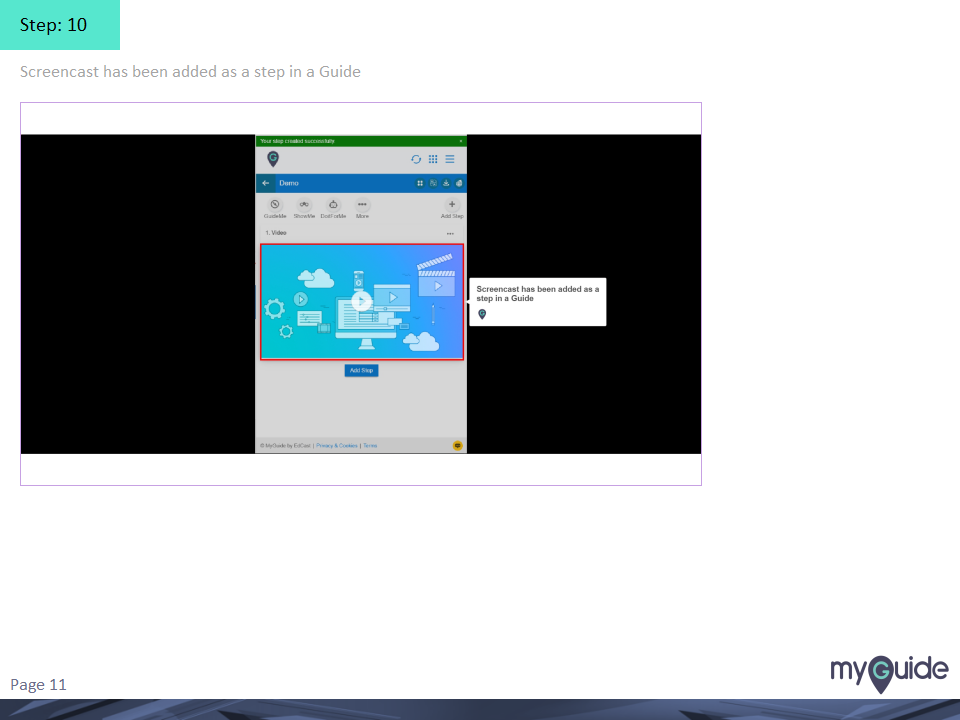 Step: 10
Screencast has been added as a step in a Guide
Your step created successfully
Demo
GuideMe ShowMe DoItForMe More Add Step
1. Video
Screencast has been added as a
step in a Guide
Add Step
© MyGuide by EdCast | Privacy & Cookies | Terms
Page 11
myGuide